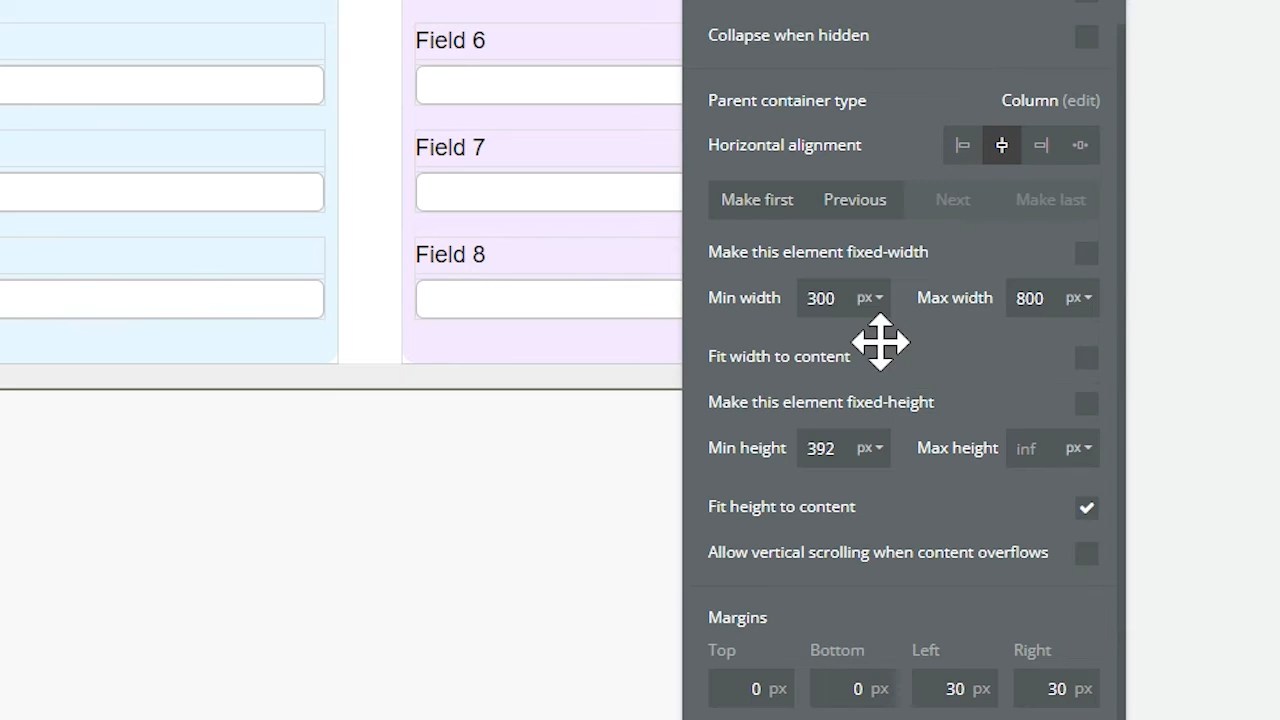 Field 6
Field 7
Field 8
Collapse when hidden
Parent container type Column (edit)
Horizontal alignment
Make first Previous Next Make last
Make this element fixed-width
Min width 300 px Max width 800 px
Fit width to content
Make this element fixed-height
Min height 392 px Max height inf px
Fit height to content
Allow vertical scrolling when content overflows
Margins
Top Bottom Left Right
0 px 0 px 30 px 30 px